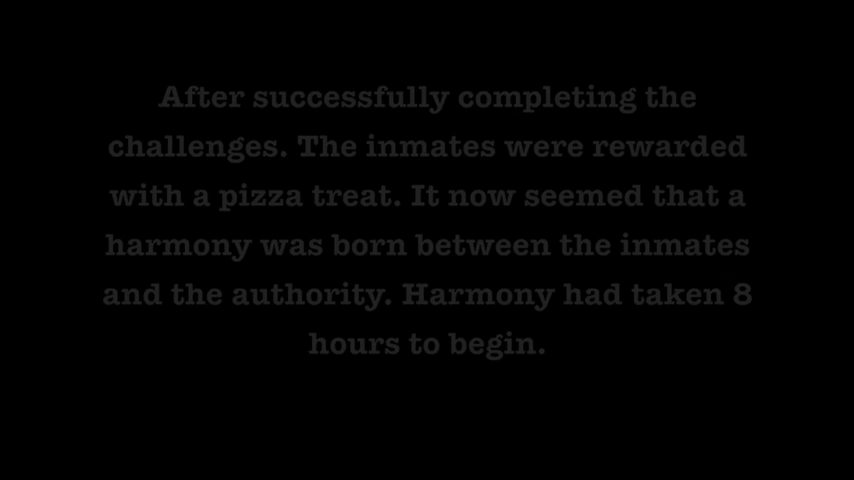 After successfully completing the
challenges. The inmates were rewarded
with a pizza treat. It now seemed that a
harmony was born between the inmates
and the authority. Harmony had taken 8
hours to begin.